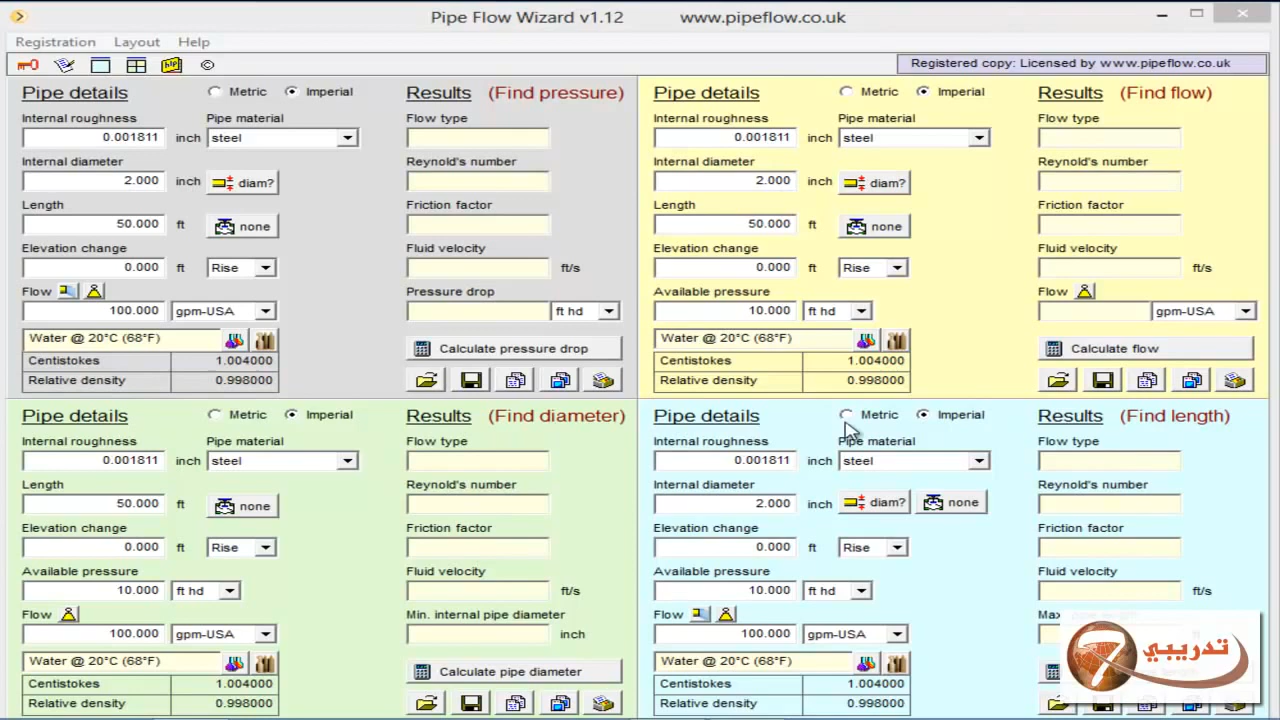 Pipe Flow Wizard v1.12 www.pipeflow.co.uk
Registration Layout Help
Registered copy: Licensed by www.pipeflow.co.uk
Pipe details Metric Imperial Results (Find pressure)
Internal roughness Pipe material Flow type
0.001811 inch steel
Internal diameter Reynold's number
2.000 inch diam?
Length Friction factor
50.000 ft none
Elevation change Fluid velocity
0.000 ft Rise ft/s
Flow Pressure drop
100.000 gpm-USA ft hd
Water @ 20°C (68°F) Calculate pressure drop
Centistokes 1.004000
Relative density 0.998000
Pipe details Metric Imperial Results (Find flow)
Internal roughness Pipe material Flow type
0.001811 inch steel
Internal diameter Reynold's number
2.000 inch diam?
Length Friction factor
50.000 ft none
Elevation change Fluid velocity
0.000 ft Rise ft/s
Available pressure Flow
10.000 ft hd gpm-USA
Water @ 20°C (68°F) Calculate flow
Centistokes 1.004000
Relative density 0.998000
Pipe details Metric Imperial Results (Find diameter)
Internal roughness Pipe material Flow type
0.001811 inch steel
Length Reynold's number
50.000 ft none
Elevation change Friction factor
0.000 ft Rise
Available pressure Fluid velocity
10.000 ft hd ft/s
Flow Min. internal pipe diameter
100.000 gpm-USA inch
Water @ 20°C (68°F) Calculate pipe diameter
Centistokes 1.004000
Relative density 0.998000
Pipe details Metric Imperial Results (Find length)
Internal roughness Pipe material Flow type
0.001811 inch steel
Internal diameter Reynold's number
2.000 inch diam? none
Elevation change Friction factor
0.000 ft Rise
Available pressure Fluid velocity
10.000 ft hd ft/s
Flow
100.000 gpm-USA
Water @ 20°C (68°F)
Centistokes 1.004000
Relative density 0.998000
تدريبي